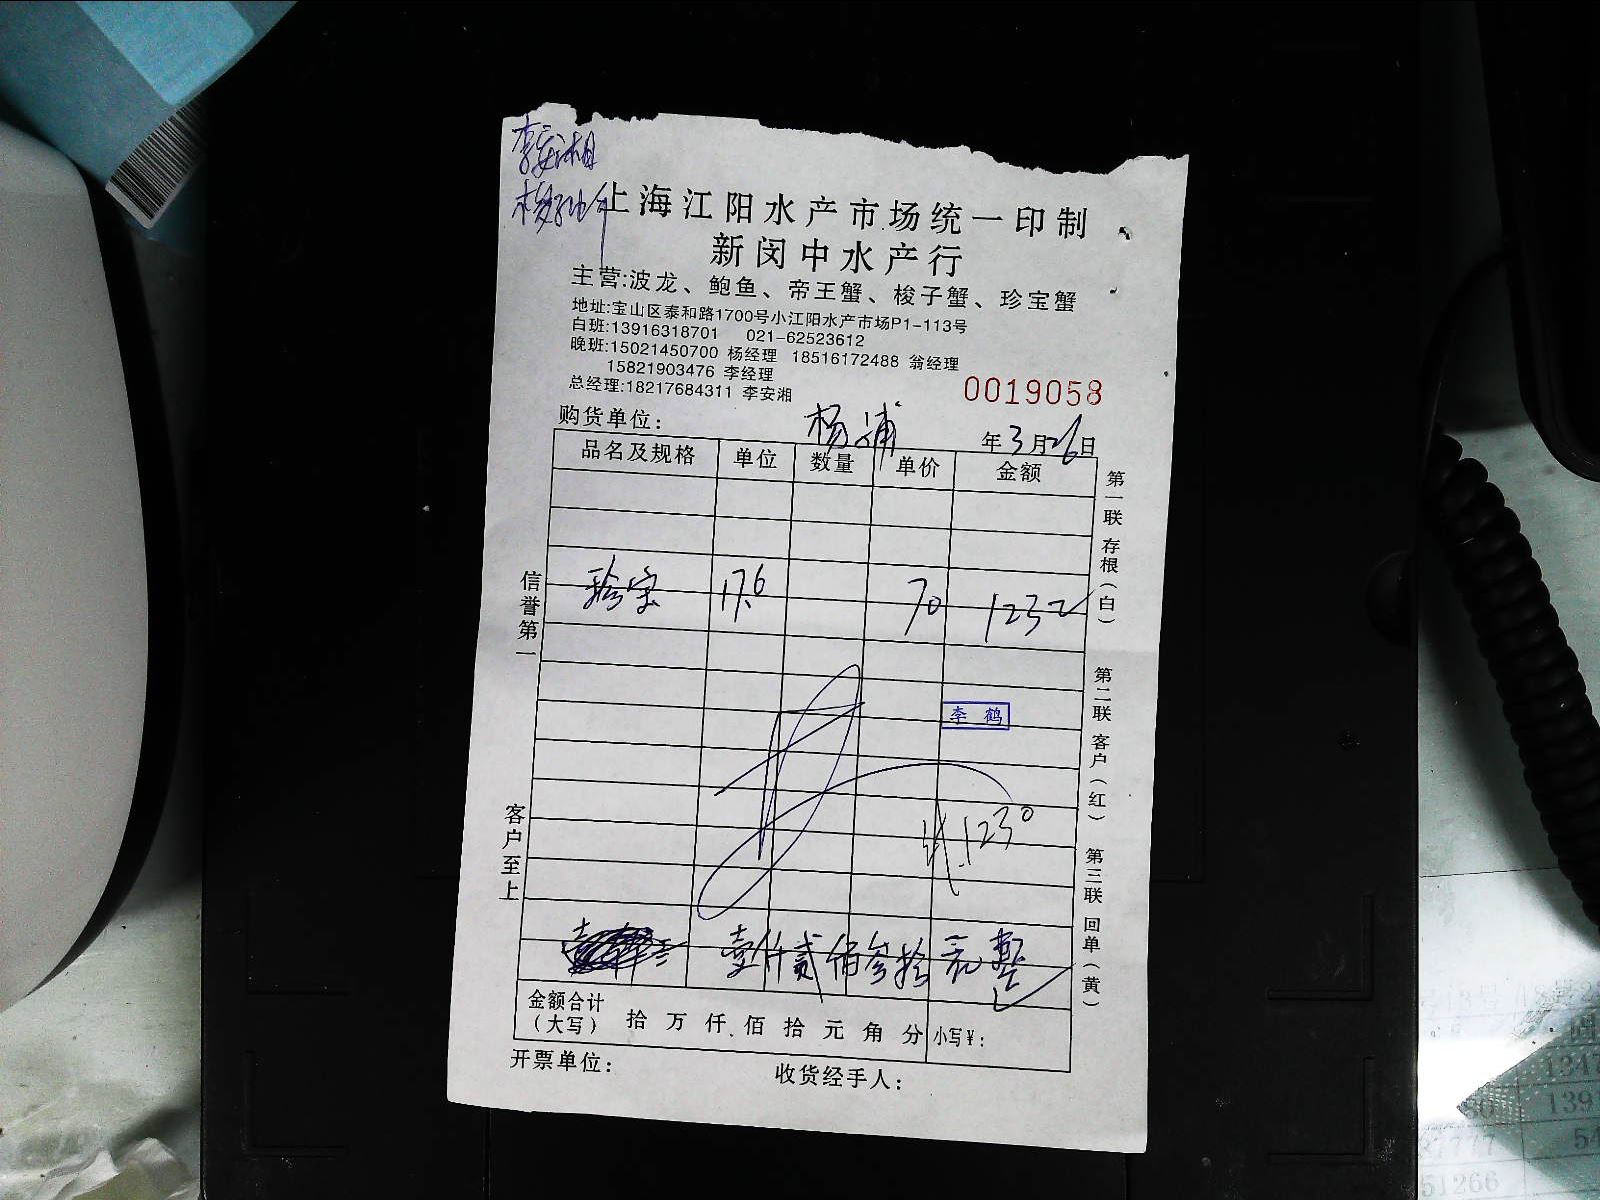 李安湘
上海江阳水产市场统一印制
新闵中水产行
主营:波龙、鲍鱼、帝王蟹、梭子蟹、珍宝蟹
地址:宝山区泰和路1700号小江阳水产市场P1-113号
白班:13916318701 021-62523612
晚班:15021450700 杨经理 18516172488 翁经理
15821903476 李经理
总经理:18217684311 李安湘
0019058
购货单位: 杨浦 年3月26日
品名及规格 单位 数量 单价 金额
珍宝 17.6 70 1232
李鹤
1230
壹仟贰佰叁拾元整
金额合计
(大写) 拾万仟佰拾元角分 小写¥:
开票单位: 收货经手人:
信誉第一
客户至上
第一联 存根(白)
第二联 客户(红)
第三联 回单(黄)